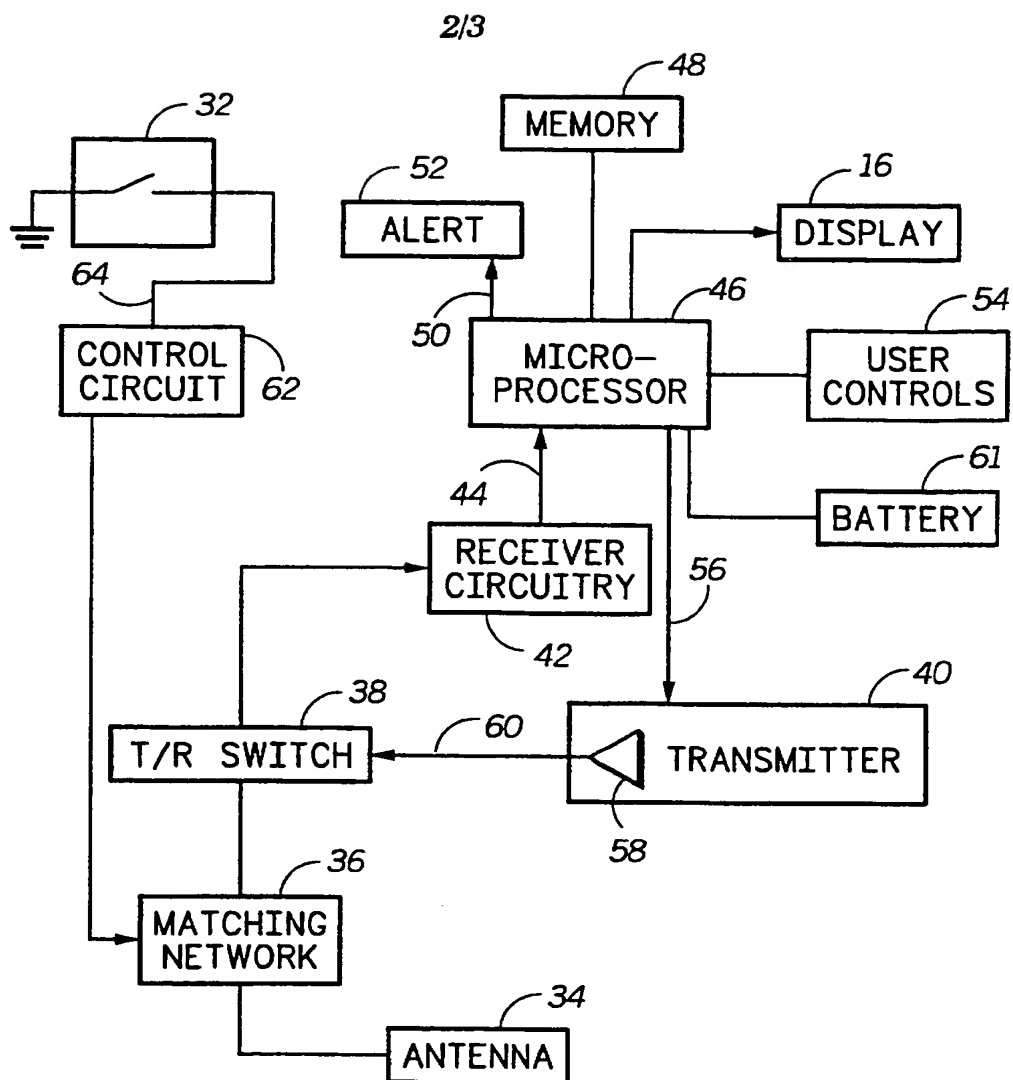 2/3
48
MEMORY
32
52
ALERT
16
DISPLAY
64
50
46
MICRO-
PROCESSOR
54
USER
CONTROLS
CONTROL
CIRCUIT
62
44
61
BATTERY
RECEIVER
CIRCUITRY
42
56
38
T/R SWITCH
60
40
TRANSMITTER
58
36
MATCHING
NETWORK
34
ANTENNA